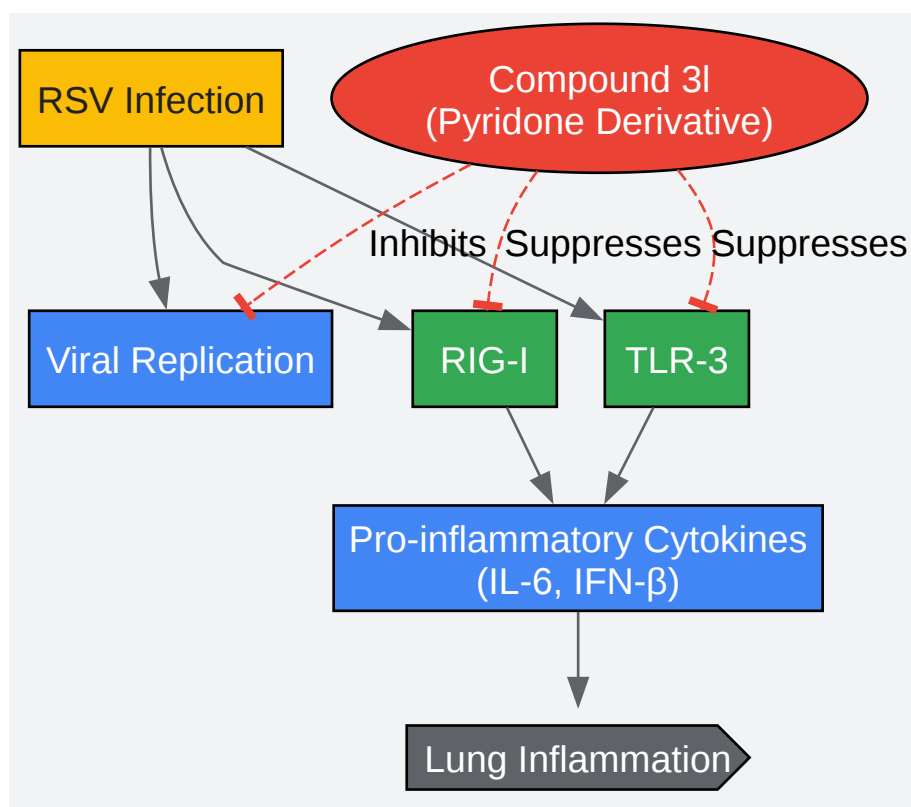 RSV Infection
Compound 3l
(Pyridone Derivative)
Inhibits
Suppresses
Suppresses
Viral Replication
RIG-I
TLR-3
Pro-inflammatory Cytokines
(IL-6, IFN-β)
Lung Inflammation